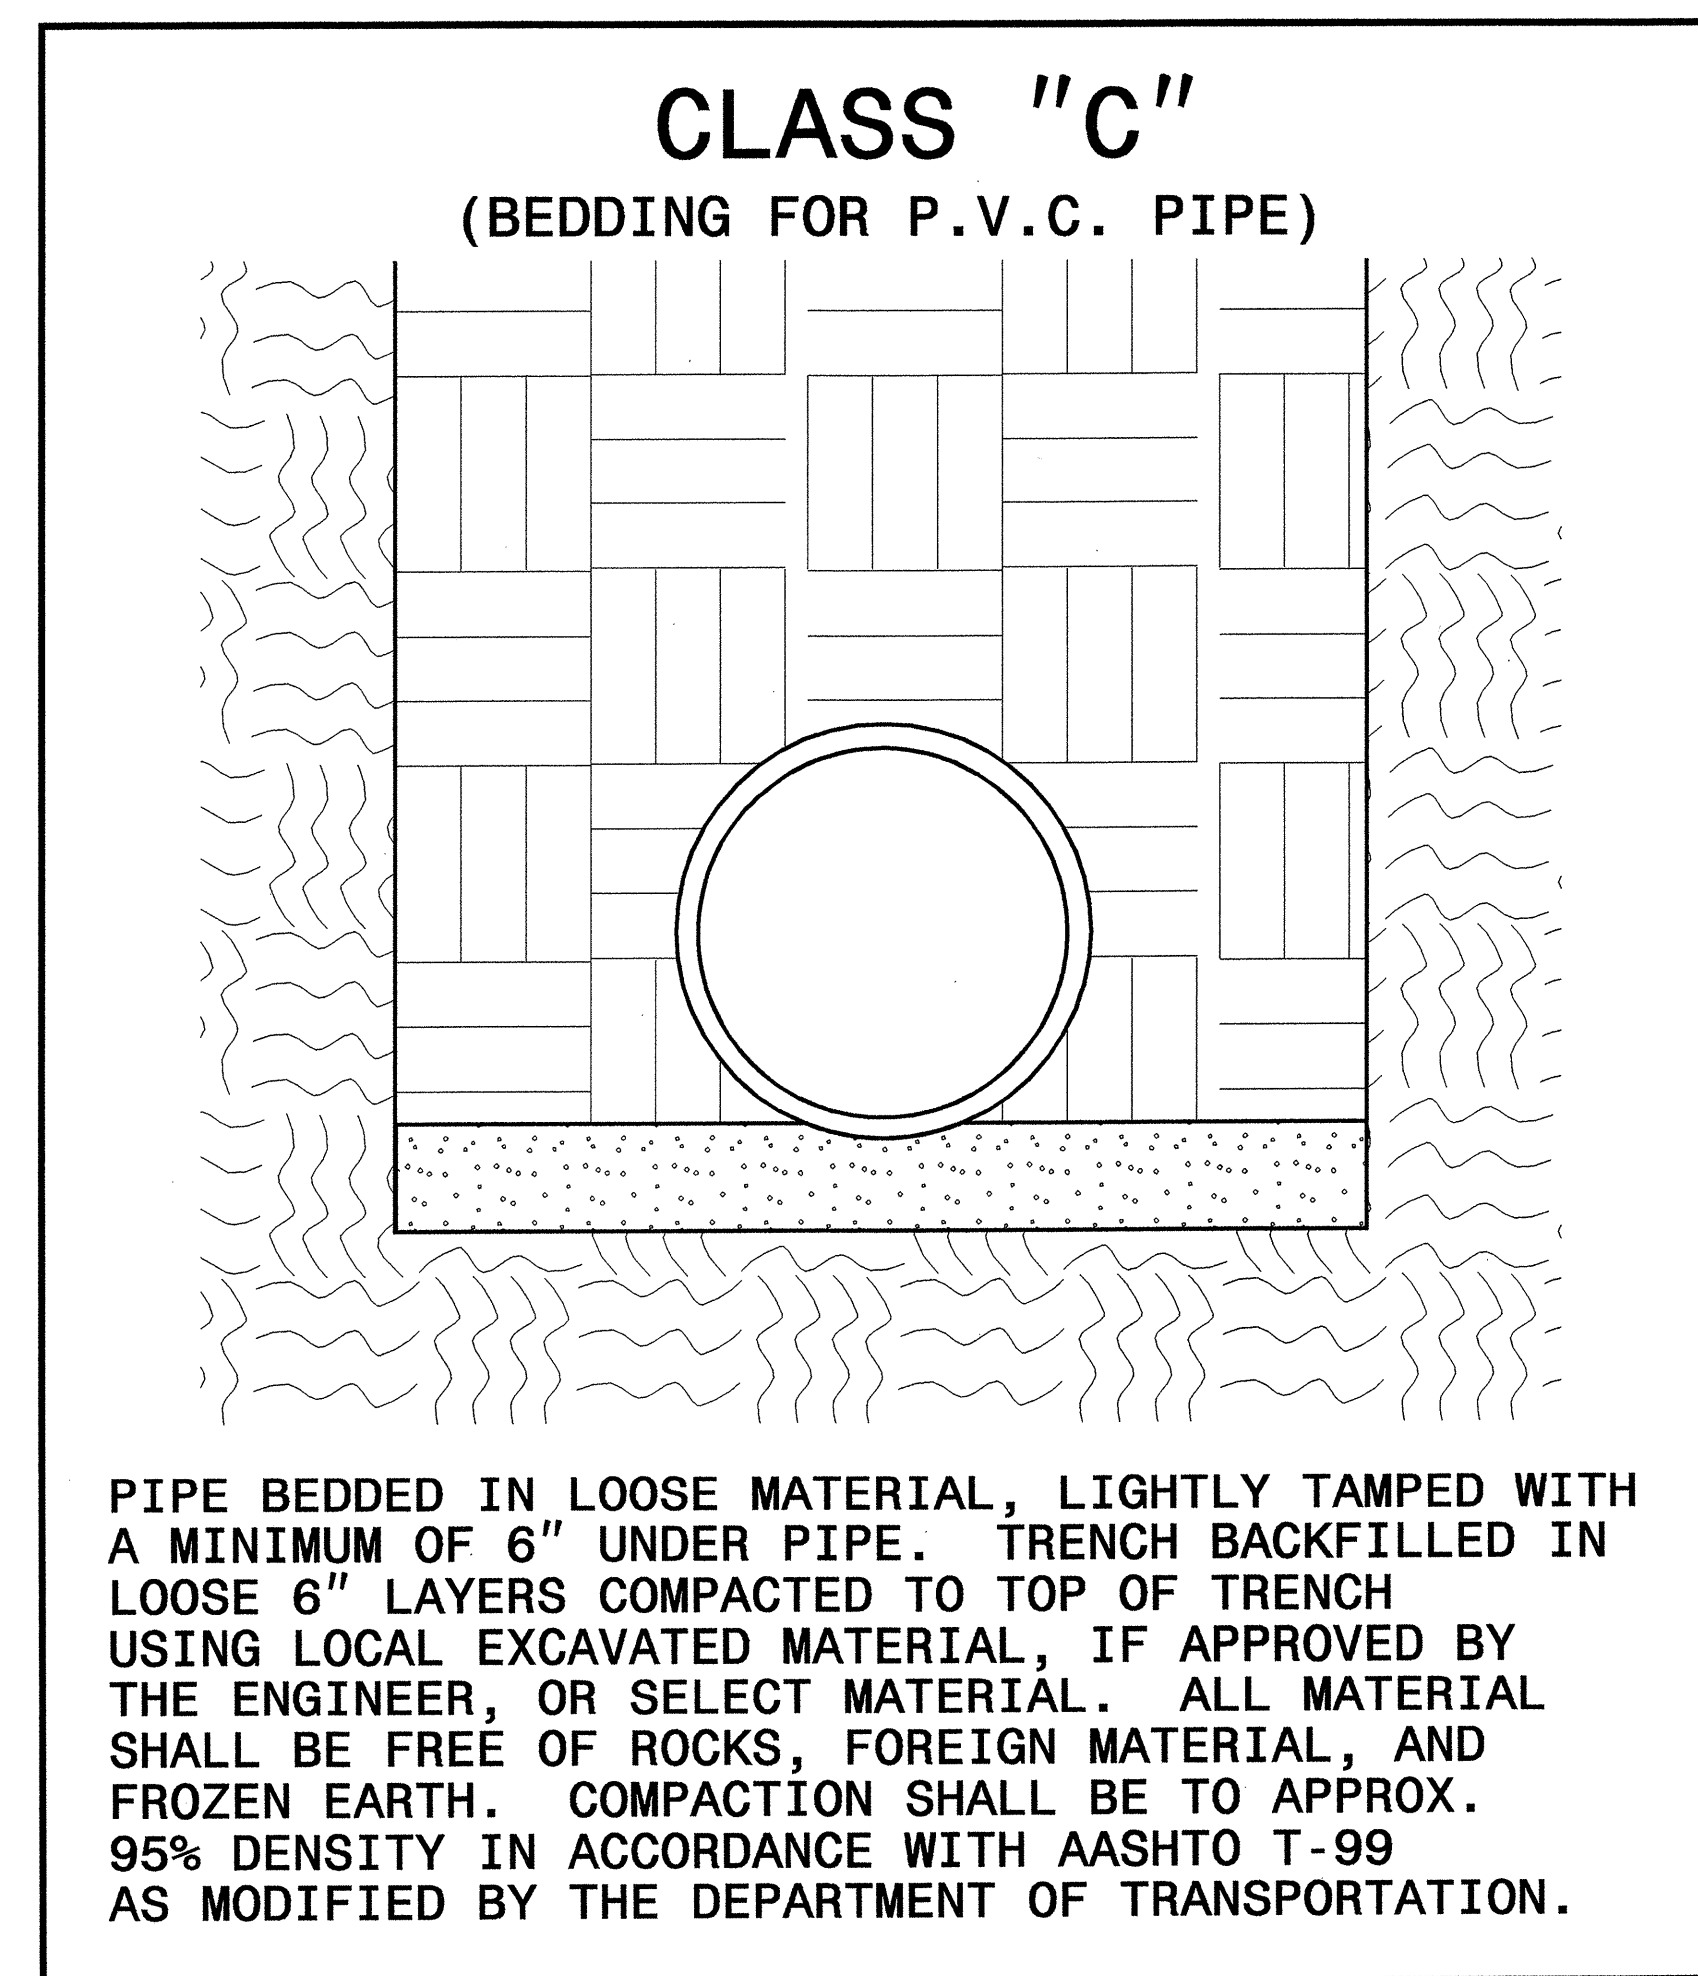 CLASS "C"
(BEDDING FOR P.V.C. PIPE)
PIPE BEDDED IN LOOSE MATERIAL, LIGHTLY TAMPED WITH
A MINIMUM OF 6" UNDER PIPE. TRENCH BACKFILLED IN
LOOSE 6" LAYERS COMPACTED TO TOP OF TRENCH
USING LOCAL EXCAVATED MATERIAL, IF APPROVED BY
THE ENGINEER, OR SELECT MATERIAL. ALL MATERIAL
SHALL BE FREE OF ROCKS, FOREIGN MATERIAL, AND
FROZEN EARTH. COMPACTION SHALL BE TO APPROX.
95% DENSITY IN ACCORDANCE WITH AASHTO T-99
AS MODIFIED BY THE DEPARTMENT OF TRANSPORTATION.